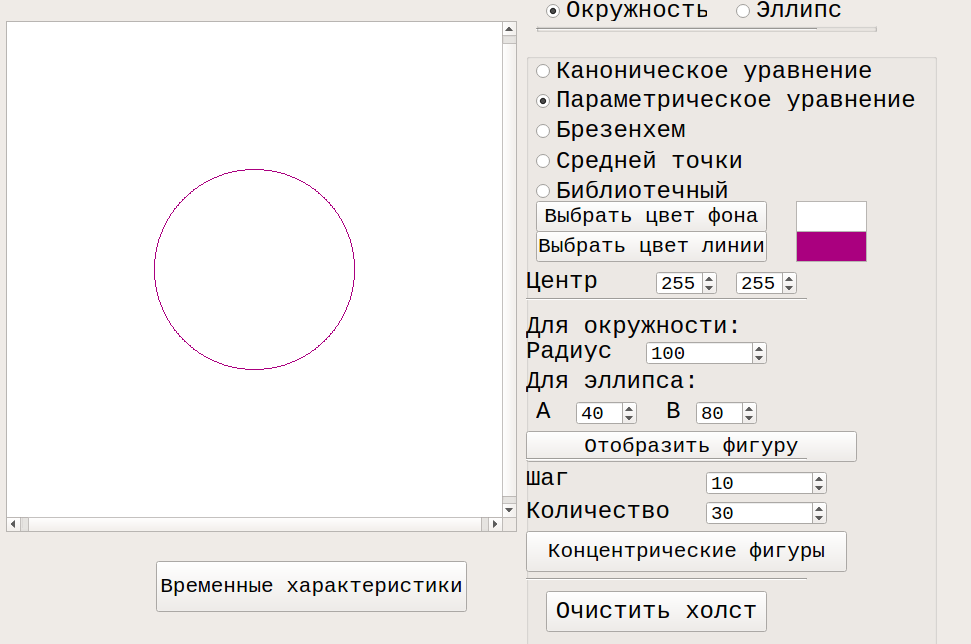 Окружность Эллипс
Каноническое уравнение
Параметрическое уравнение
Брезенхем
Средней точки
Библиотечный
Выбрать цвет фона
Выбрать цвет линии
Центр 255 255
Для окружности:
Радиус 100
Для эллипса:
A 40 B 80
Отобразить фигуру
Шаг 10
Количество 30
Концентрические фигуры
Временные характеристики
Очистить холст